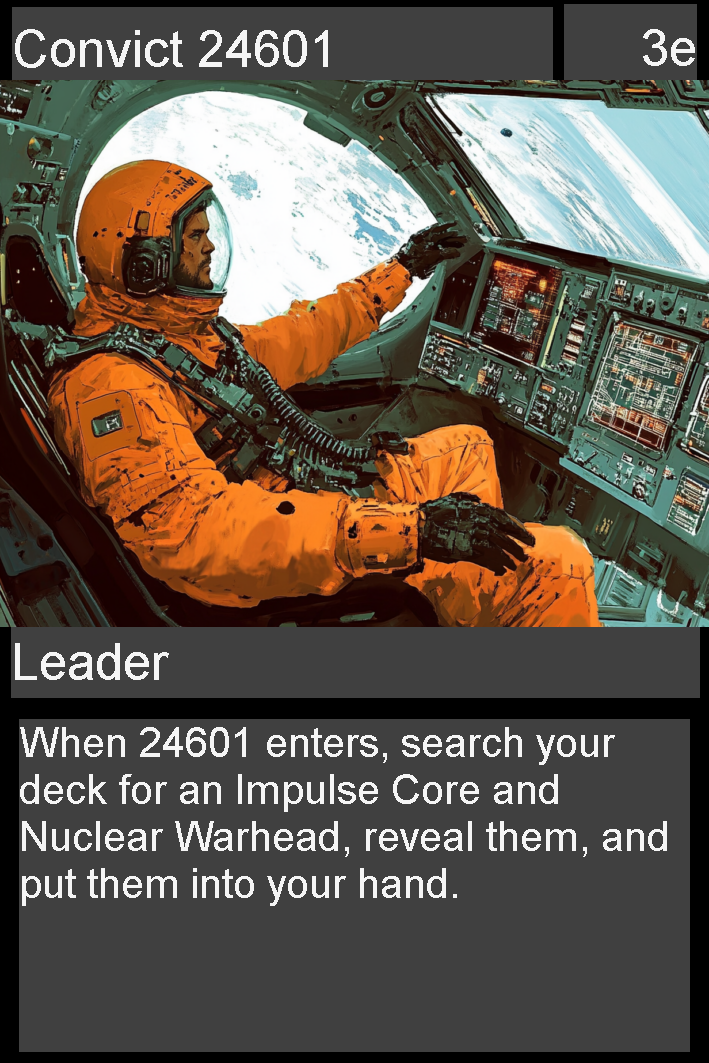 Convict 24601
3e
Leader
When 24601 enters, search your
deck for an Impulse Core and
Nuclear Warhead, reveal them, and
put them into your hand.